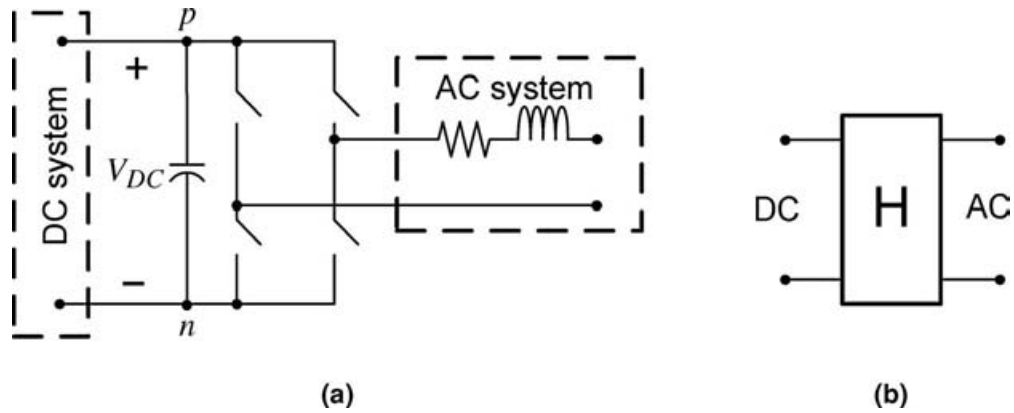 p
DC system
+
V_DC
−
n
AC system
(a)
DC
H
AC
(b)